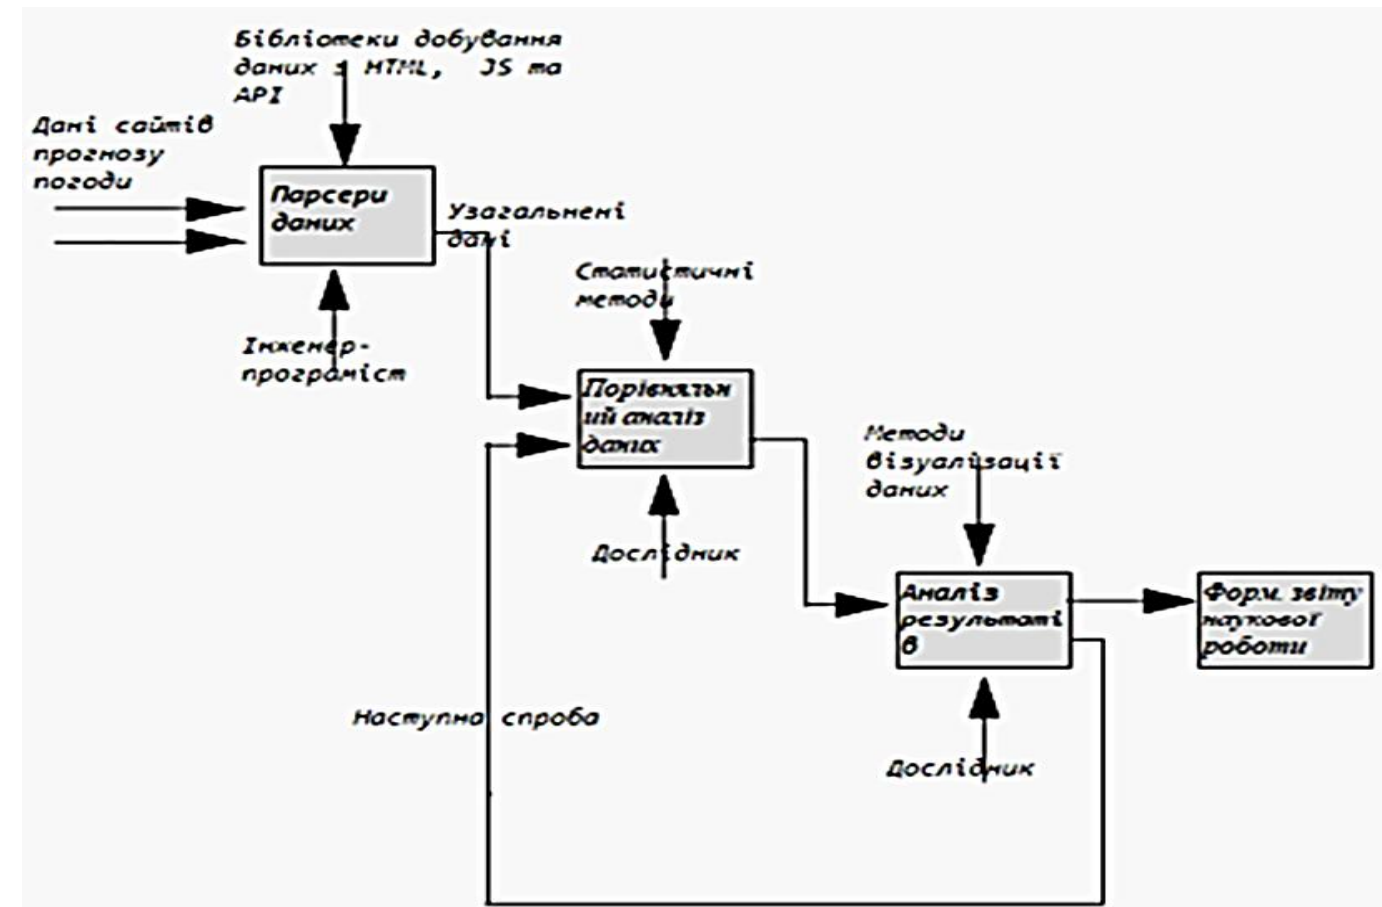 Бібліотеки добування
даних з HTML, JS та
API
Дані сайтів
прогнозу
погоди
Парсери
даних
Узагальнені
дані
Інженер-
програміст
Статистичні
методи
Порівняльн
ий аналіз
даних
Дослідник
Методи
візуалізації
даних
Аналіз
результаті
в
Форм. звіту
наукової
роботи
Дослідник
Наступна спроба